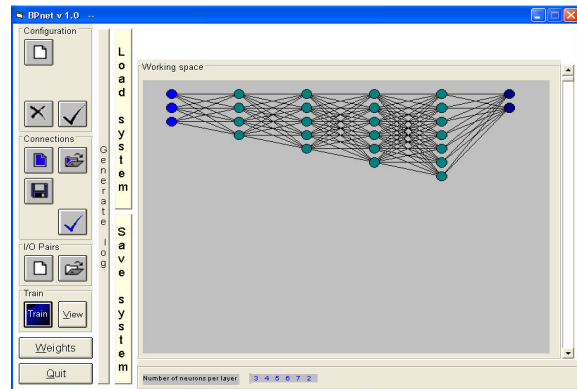 BPnet v 1.0 --
Configuration
Connections
I/O Pairs
Train
Train
View
Weights
Quit
Generate log
Load system
Save system
Working space
Number of neurons per layer 3 4 5 6 7 2